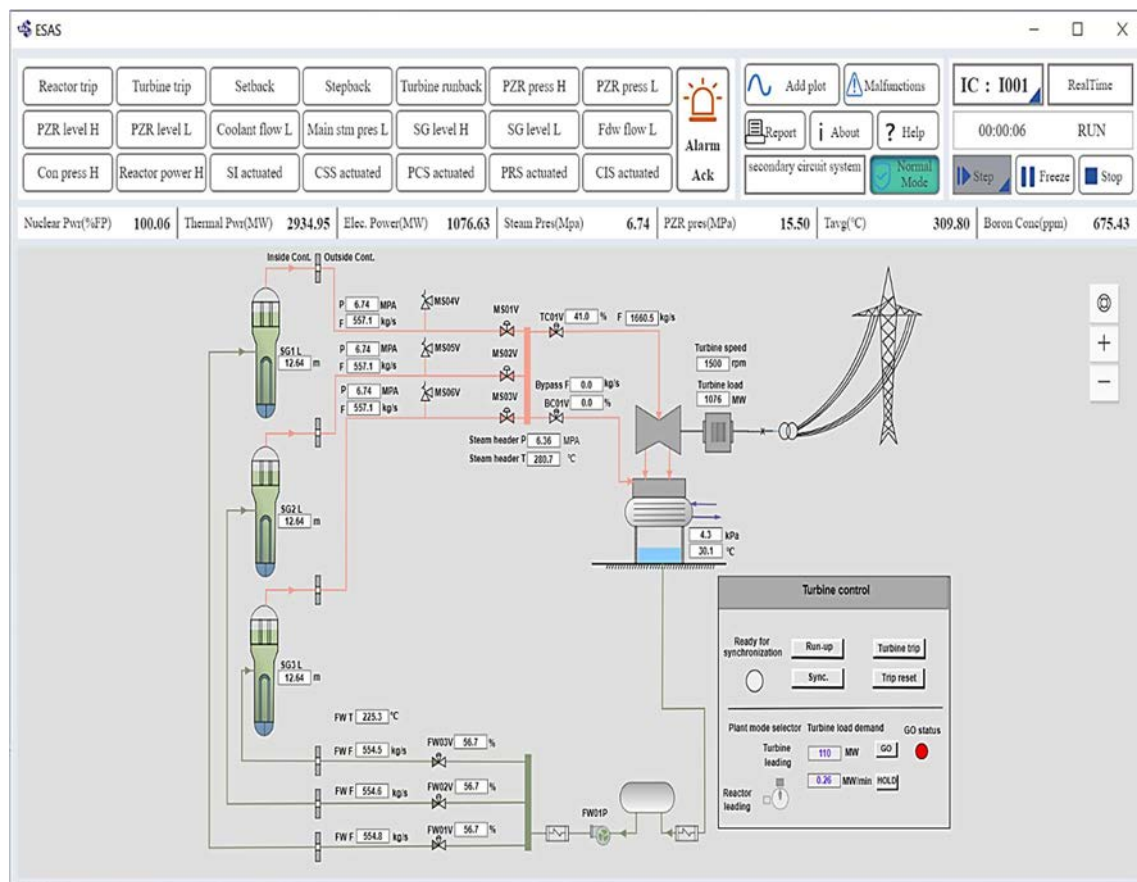 ESAS
Reactor trip Turbine trip Setback Stepback Turbine runback PZR press H PZR press L
PZR level H PZR level L Coolant flow L Main stm pres L SG level H SG level L Fdw flow L
Con press H Reactor power H SI actuated CSS actuated PCS actuated PRS actuated CIS actuated
Alarm
Ack
Add plot Malfunctions
Report i About ? Help
secondary circuit system Normal
Mode
IC : I001 RealTime
00:00:06 RUN
Step Freeze Stop
Nuclear Pwr(%FP) 100.06 Thermal Pwr(MW) 2934.95 Elec. Power(MW) 1076.63 Steam Pres(Mpa) 6.74 PZR pres(MPa) 15.50 Tavg(°C) 309.80 Boron Conc(ppm) 675.43
Inside Cont. Outside Cont.
P 6.74 MPA
F 557.1 kg/s
MS04V
MS01V
TC01V 41.0 % F 1660.5 kg/s
SG1 L
12.64 m
P 6.74 MPA
F 557.1 kg/s
MS05V
MS02V
P 6.74 MPA
F 557.1 kg/s
MS06V
MS03V
Bypass F 0.0 kg/s
BC01V 0.0 %
Turbine speed
1500 rpm
Turbine load
1076 MW
Steam header P 6.36 MPA
Steam header T 280.7 °C
SG2 L
12.64 m
4.3 kPa
30.1 °C
SG3 L
12.64 m
FW T 225.3 °C
FW F 554.5 kg/s FW03V 56.7 %
FW F 554.6 kg/s FW02V 56.7 %
FW F 554.8 kg/s FW01V 56.7 %
FW01P
Turbine control
Ready for
synchronization
Run-up Turbine trip
Sync. Trip reset
Plant mode selector Turbine load demand GO status
Turbine
leading
110 MW GO
0.26 MW/min HOLD
Reactor
leading